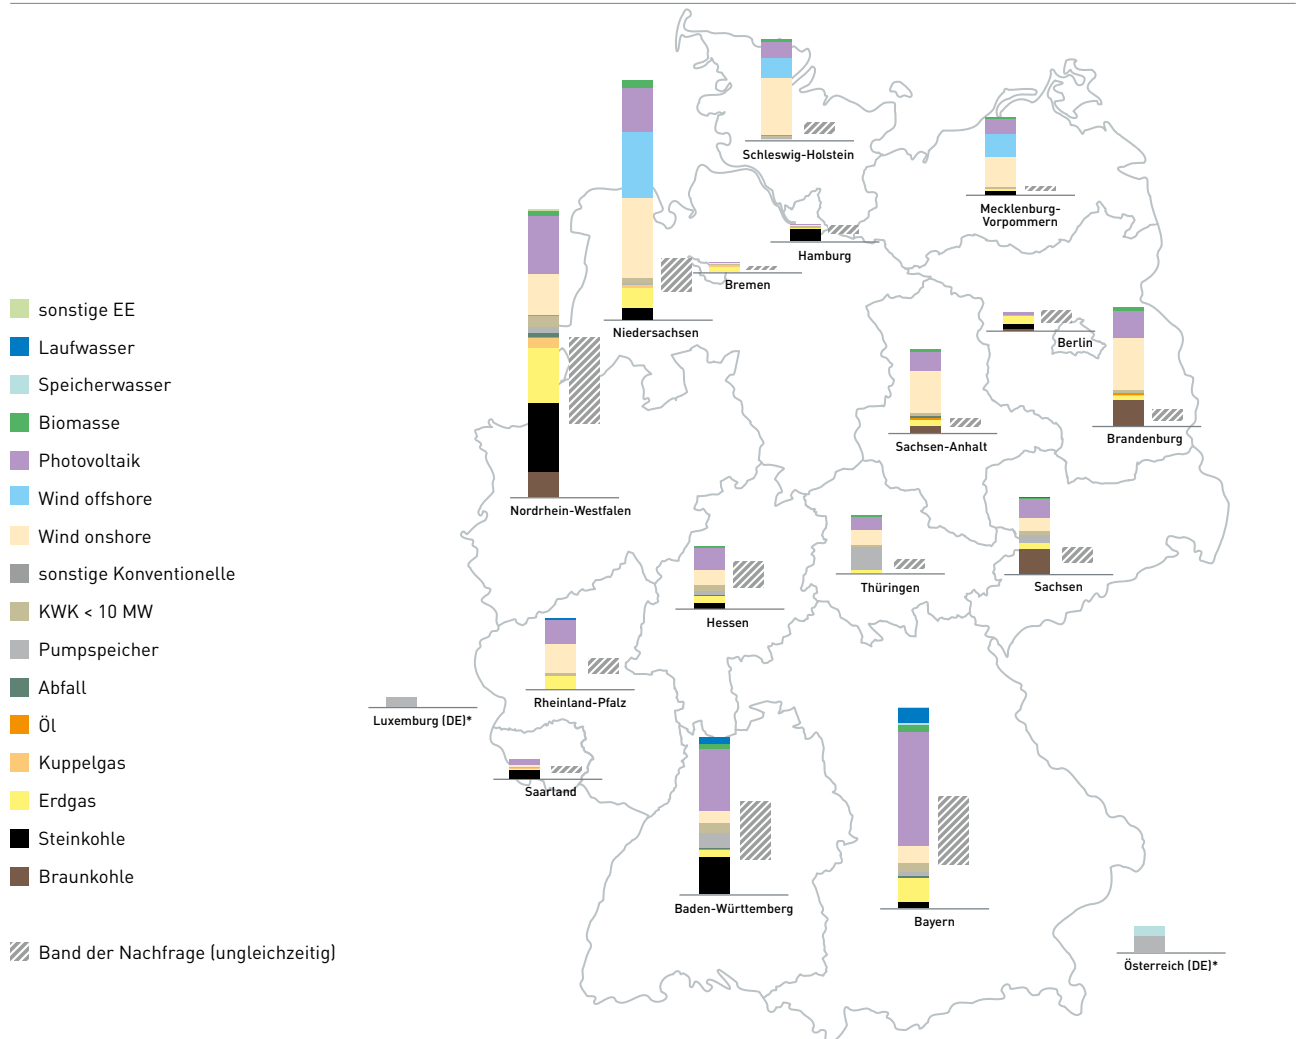 sonstige EE
Laufwasser
Speicherwasser
Biomasse
Photovoltaik
Wind offshore
Wind onshore
sonstige Konventionelle
KWK < 10 MW
Pumpspeicher
Abfall
Öl
Kuppelgas
Erdgas
Steinkohle
Braunkohle
Band der Nachfrage (ungleichzeitig)
Schleswig-Holstein
Mecklenburg-
Vorpommern
Hamburg
Bremen
Niedersachsen
Berlin
Brandenburg
Sachsen-Anhalt
Nordrhein-Westfalen
Thüringen
Sachsen
Hessen
Rheinland-Pfalz
Luxemburg (DE)*
Saarland
Baden-Württemberg
Bayern
Österreich (DE)*